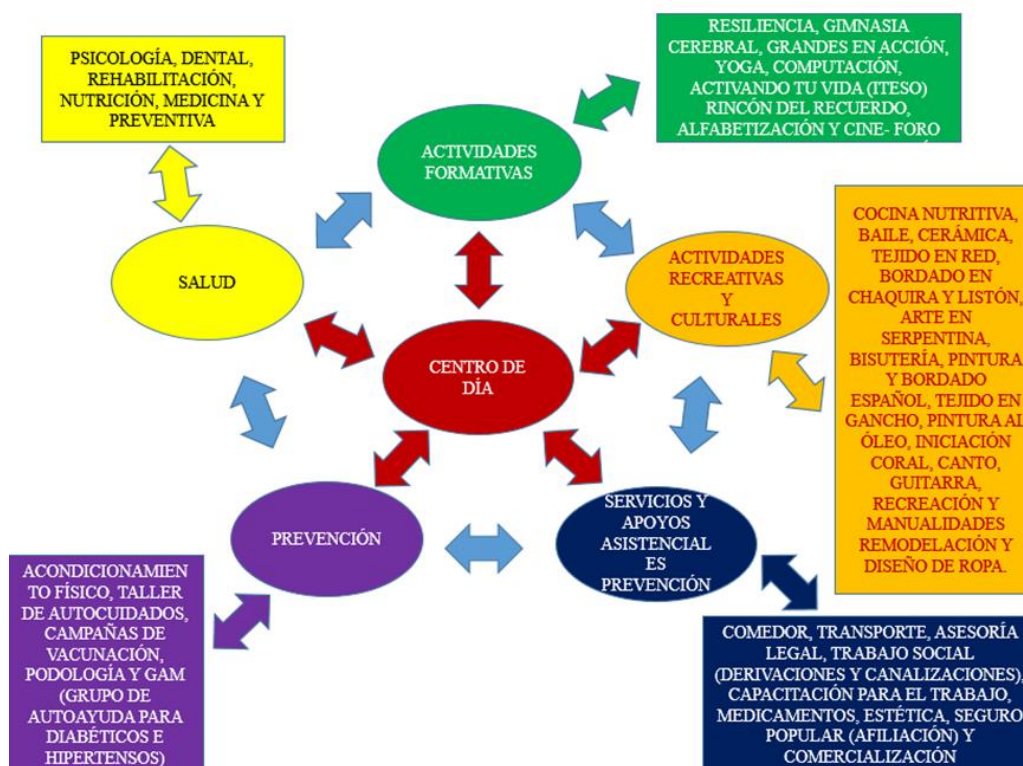 PSICOLOGÍA, DENTAL,
REHABILITACIÓN,
NUTRICIÓN, MEDICINA Y
PREVENTIVA
RESILIENCIA, GIMNASIA
CEREBRAL, GRANDES EN ACCIÓN,
YOGA, COMPUTACIÓN,
ACTIVANDO TU VIDA (ITESO)
RINCÓN DEL RECUERDO,
ALFABETIZACIÓN Y CINE- FORO
ACTIVIDADES
FORMATIVAS
SALUD
ACTIVIDADES
RECREATIVAS
Y
CULTURALES
COCINA NUTRITIVA,
BAILE, CERÁMICA,
TEJIDO EN RED,
BORDADO EN
CHAQUIRA Y LISTÓN,
ARTE EN
SERPENTINA,
BISUTERÍA, PINTURA
Y BORDADO
ESPAÑOL, TEJIDO EN
GANCHO, PINTURA AL
ÓLEO, INICIACIÓN
CORAL, CANTO,
GUITARRA,
RECREACIÓN Y
MANUALIDADES
REMODELACIÓN Y
DISEÑO DE ROPA.
CENTRO DE
DÍA
PREVENCIÓN
SERVICIOS Y
APOYOS
ASISTENCIAL
ES
PREVENCIÓN
ACONDICIONAMIEN
TO FÍSICO, TALLER
DE AUTOCUIDADOS,
CAMPAÑAS DE
VACUNACIÓN,
PODOLOGÍA Y GAM
(GRUPO DE
AUTOAYUDA PARA
DIABÉTICOS E
HIPERTENSOS)
COMEDOR, TRANSPORTE, ASESORÍA
LEGAL, TRABAJO SOCIAL
(DERIVACIONES Y CANALIZACIONES),
CAPACITACIÓN PARA EL TRABAJO,
MEDICAMENTOS, ESTÉTICA, SEGURO
POPULAR (AFILIACIÓN) Y
COMERCIALIZACIÓN